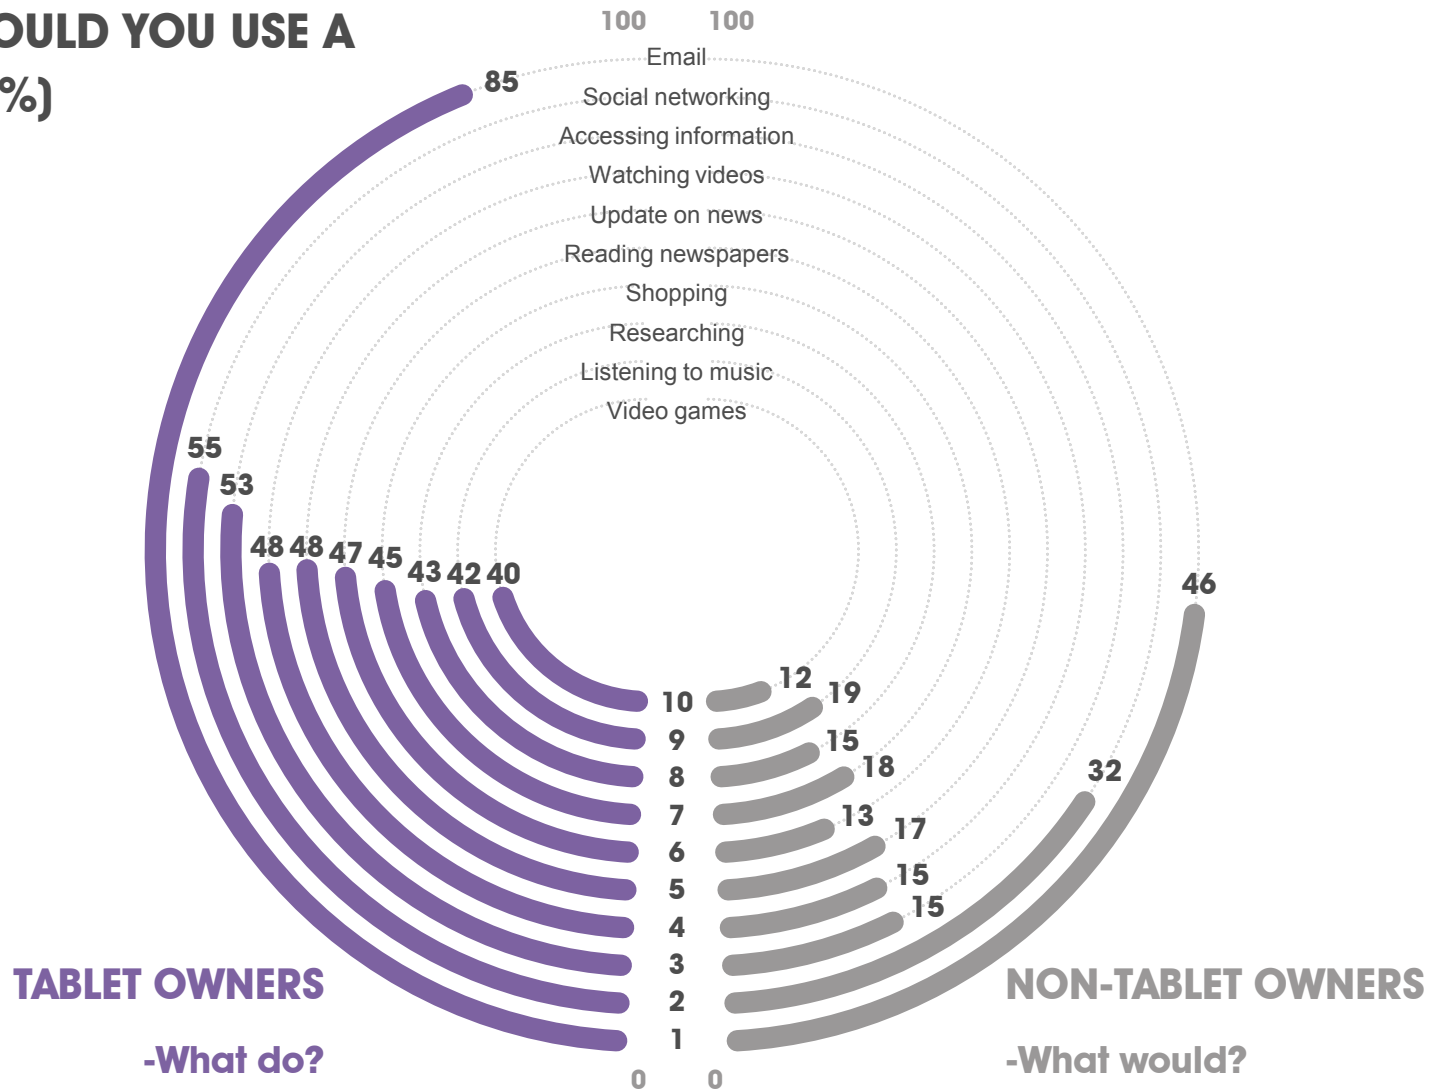 OULD YOU USE A
%)
100 100
Email
Social networking
Accessing information
Watching videos
Update on news
Reading newspapers
Shopping
Researching
Listening to music
Video games
85
55
53
48 48 47 45 43 42 40
46
12
19
15
18
13
17
15
15
32
10
9
8
7
6
5
4
3
2
1
0 0
TABLET OWNERS
-What do?
NON-TABLET OWNERS
-What would?